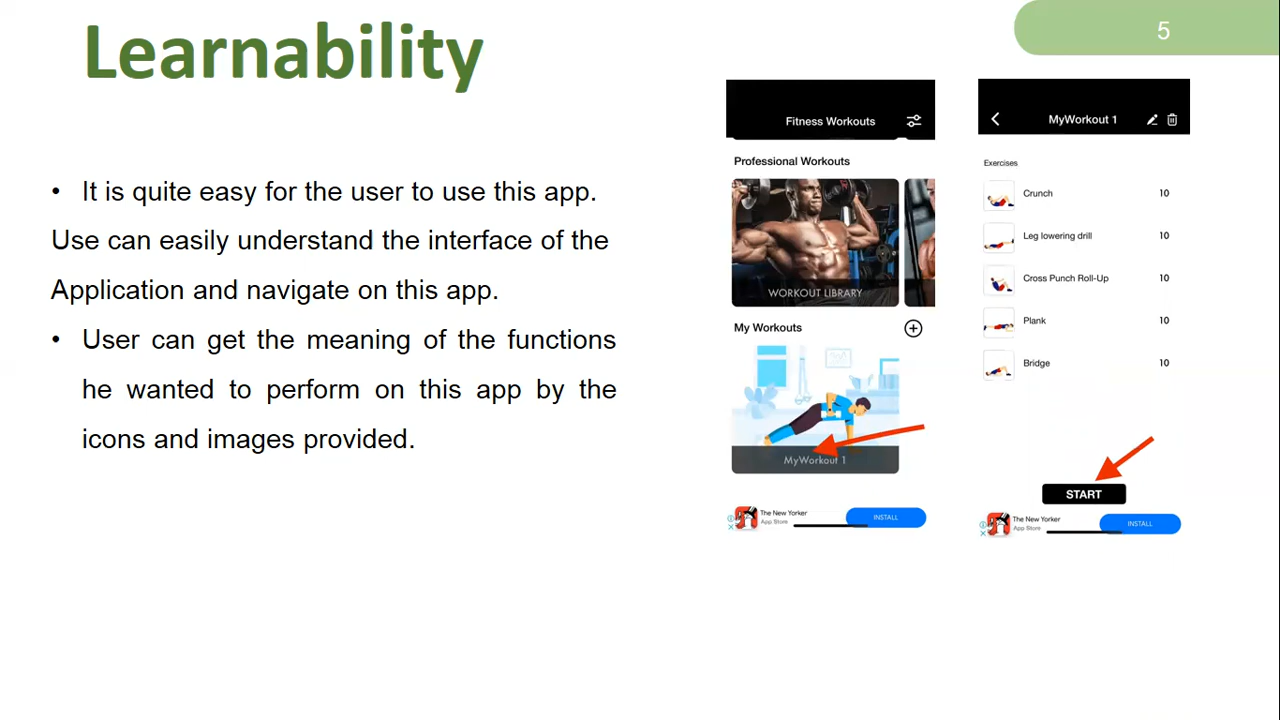 Learnability
5
• It is quite easy for the user to use this app.
Use can easily understand the interface of the
Application and navigate on this app.
• User can get the meaning of the functions
he wanted to perform on this app by the
icons and images provided.
Fitness Workouts
Professional Workouts
WORKOUT LIBRARY
My Workouts
MyWorkout 1
The New Yorker
App Store
INSTALL
MyWorkout 1
Exercises
Crunch 10
Leg lowering drill 10
Cross Punch Roll-Up 10
Plank 10
Bridge 10
START
The New Yorker
App Store
INSTALL